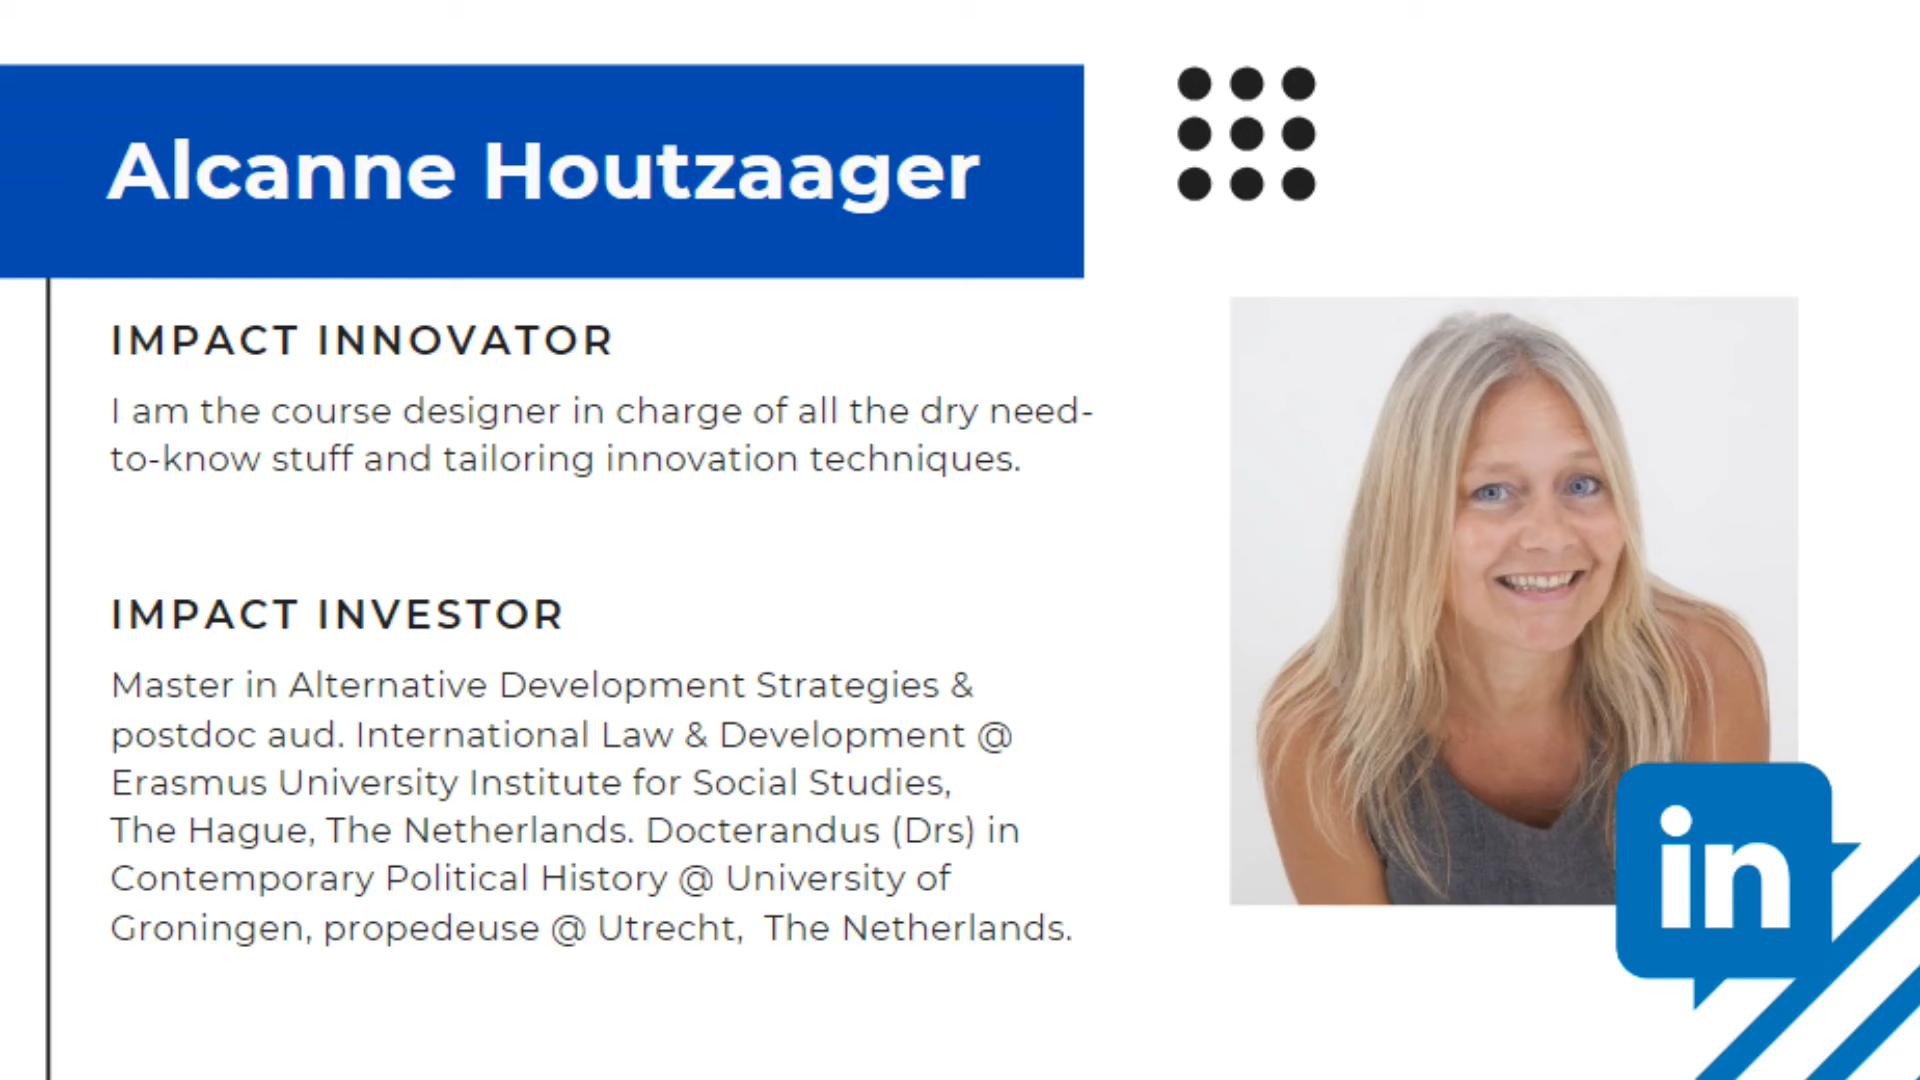 Alcanne Houtzaager
IMPACT INNOVATOR
I am the course designer in charge of all the dry need-
to-know stuff and tailoring innovation techniques.
IMPACT INVESTOR
Master in Alternative Development Strategies &
postdoc aud. International Law & Development @
Erasmus University Institute for Social Studies,
The Hague, The Netherlands. Docterandus (Drs) in
Contemporary Political History @ University of
Groningen, propedeuse @ Utrecht,  The Netherlands.
in